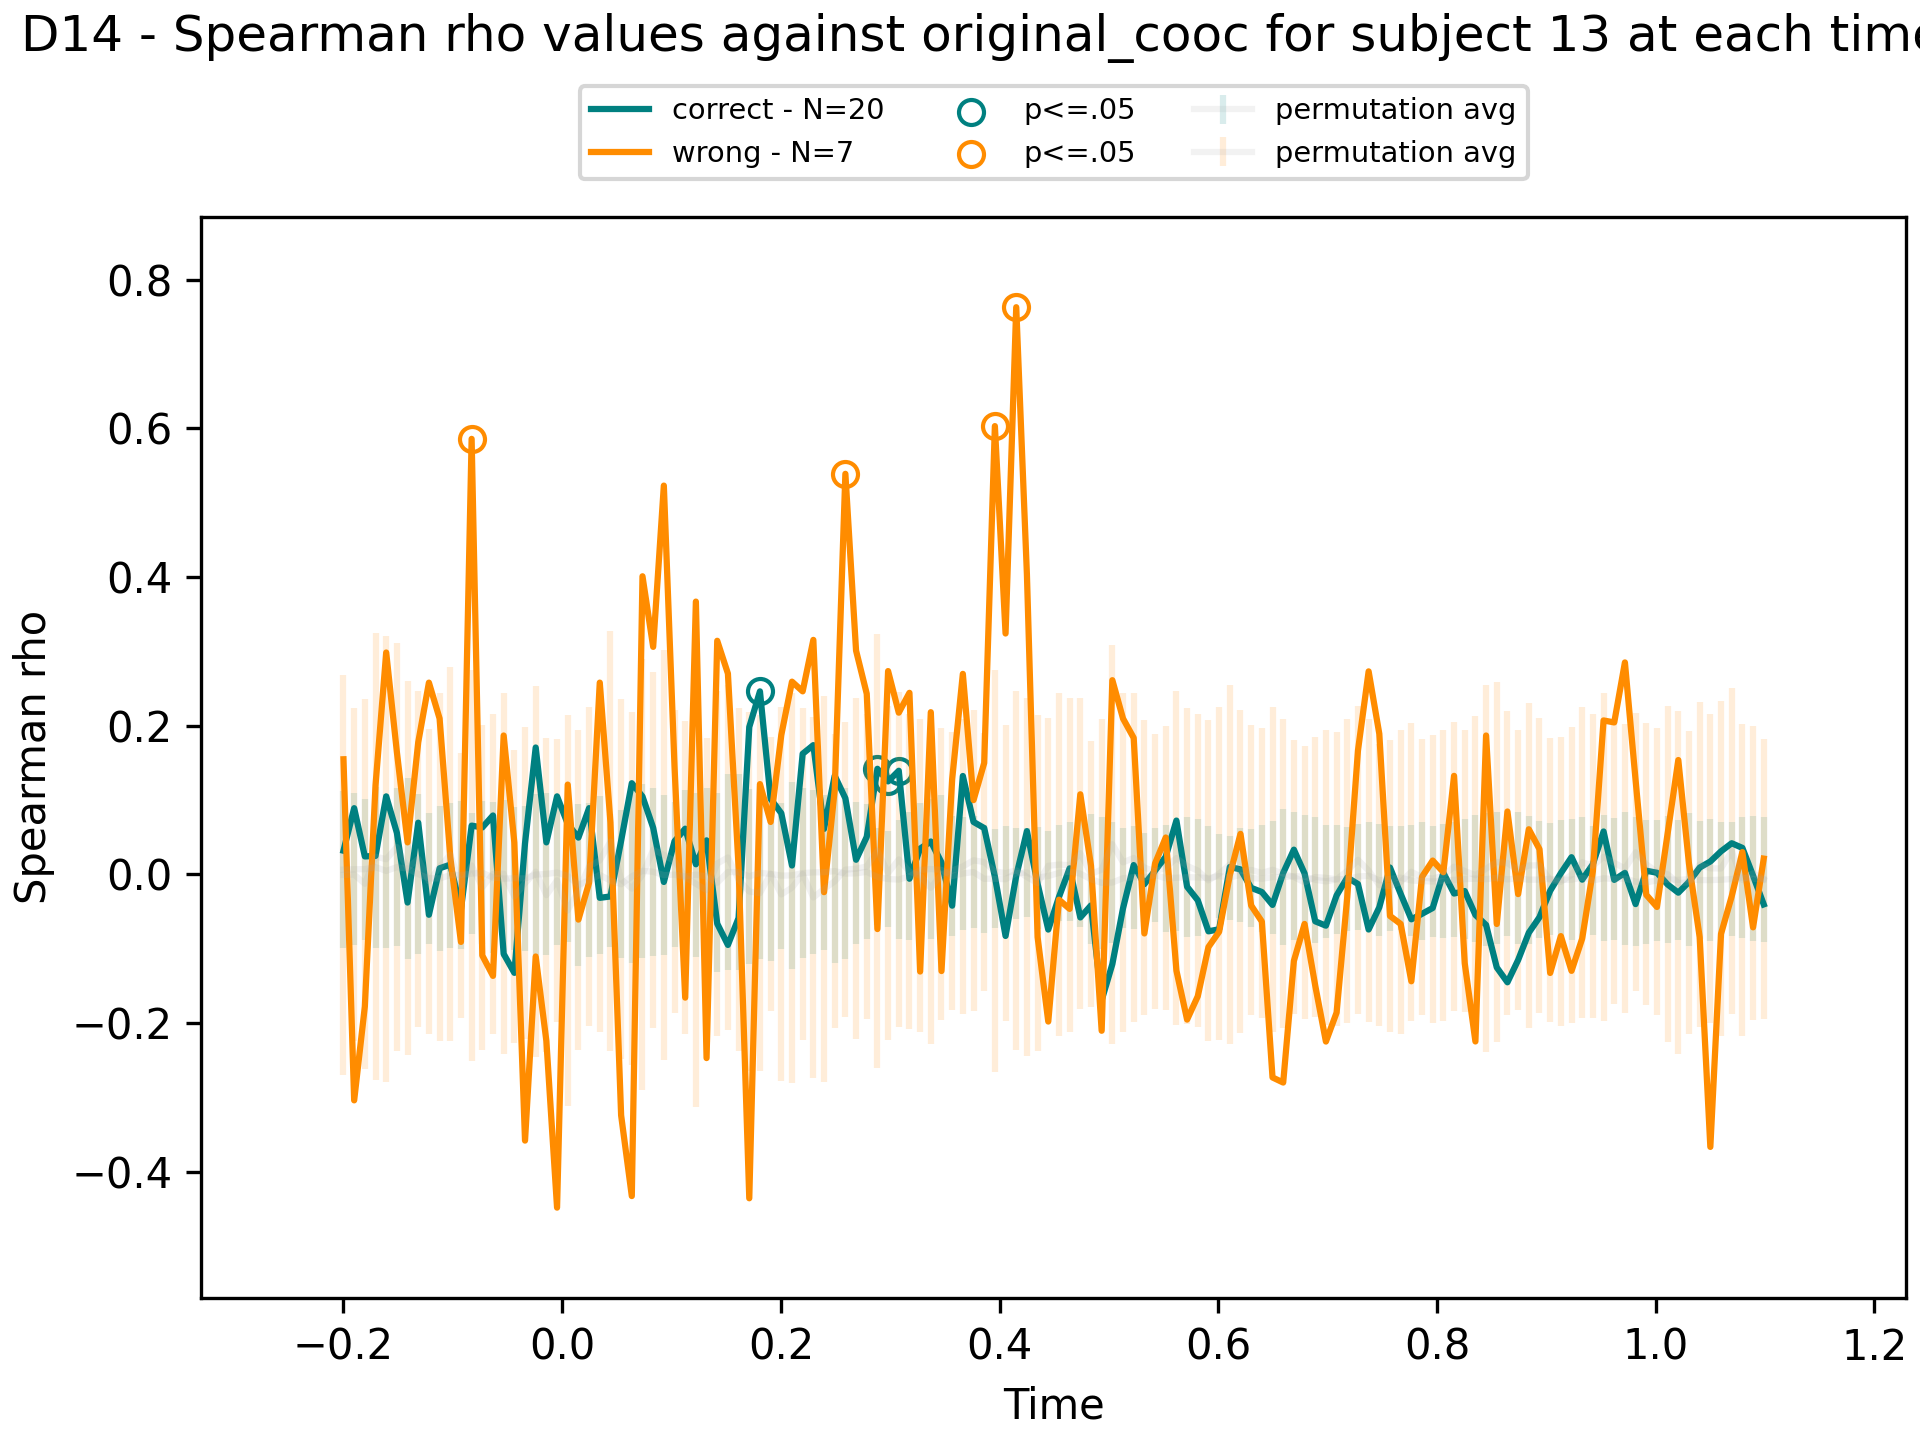 D14 - Spearman rho values against original_cooc for subject 13 at each time
correct - N=20 p<=.05 permutation avg
wrong - N=7 p<=.05 permutation avg
0.8
0.6
0.4
0.2
0.0
−0.2
−0.4
Spearman rho
−0.2 0.0 0.2 0.4 0.6 0.8 1.0 1.2
Time